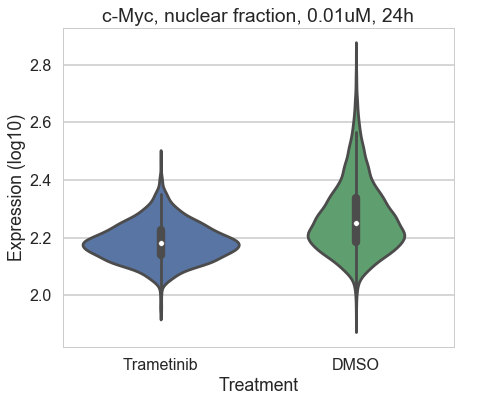 c-Myc, nuclear fraction, 0.01uM, 24h
Expression (log10)
2.8
2.6
2.4
2.2
2.0
Trametinib DMSO
Treatment